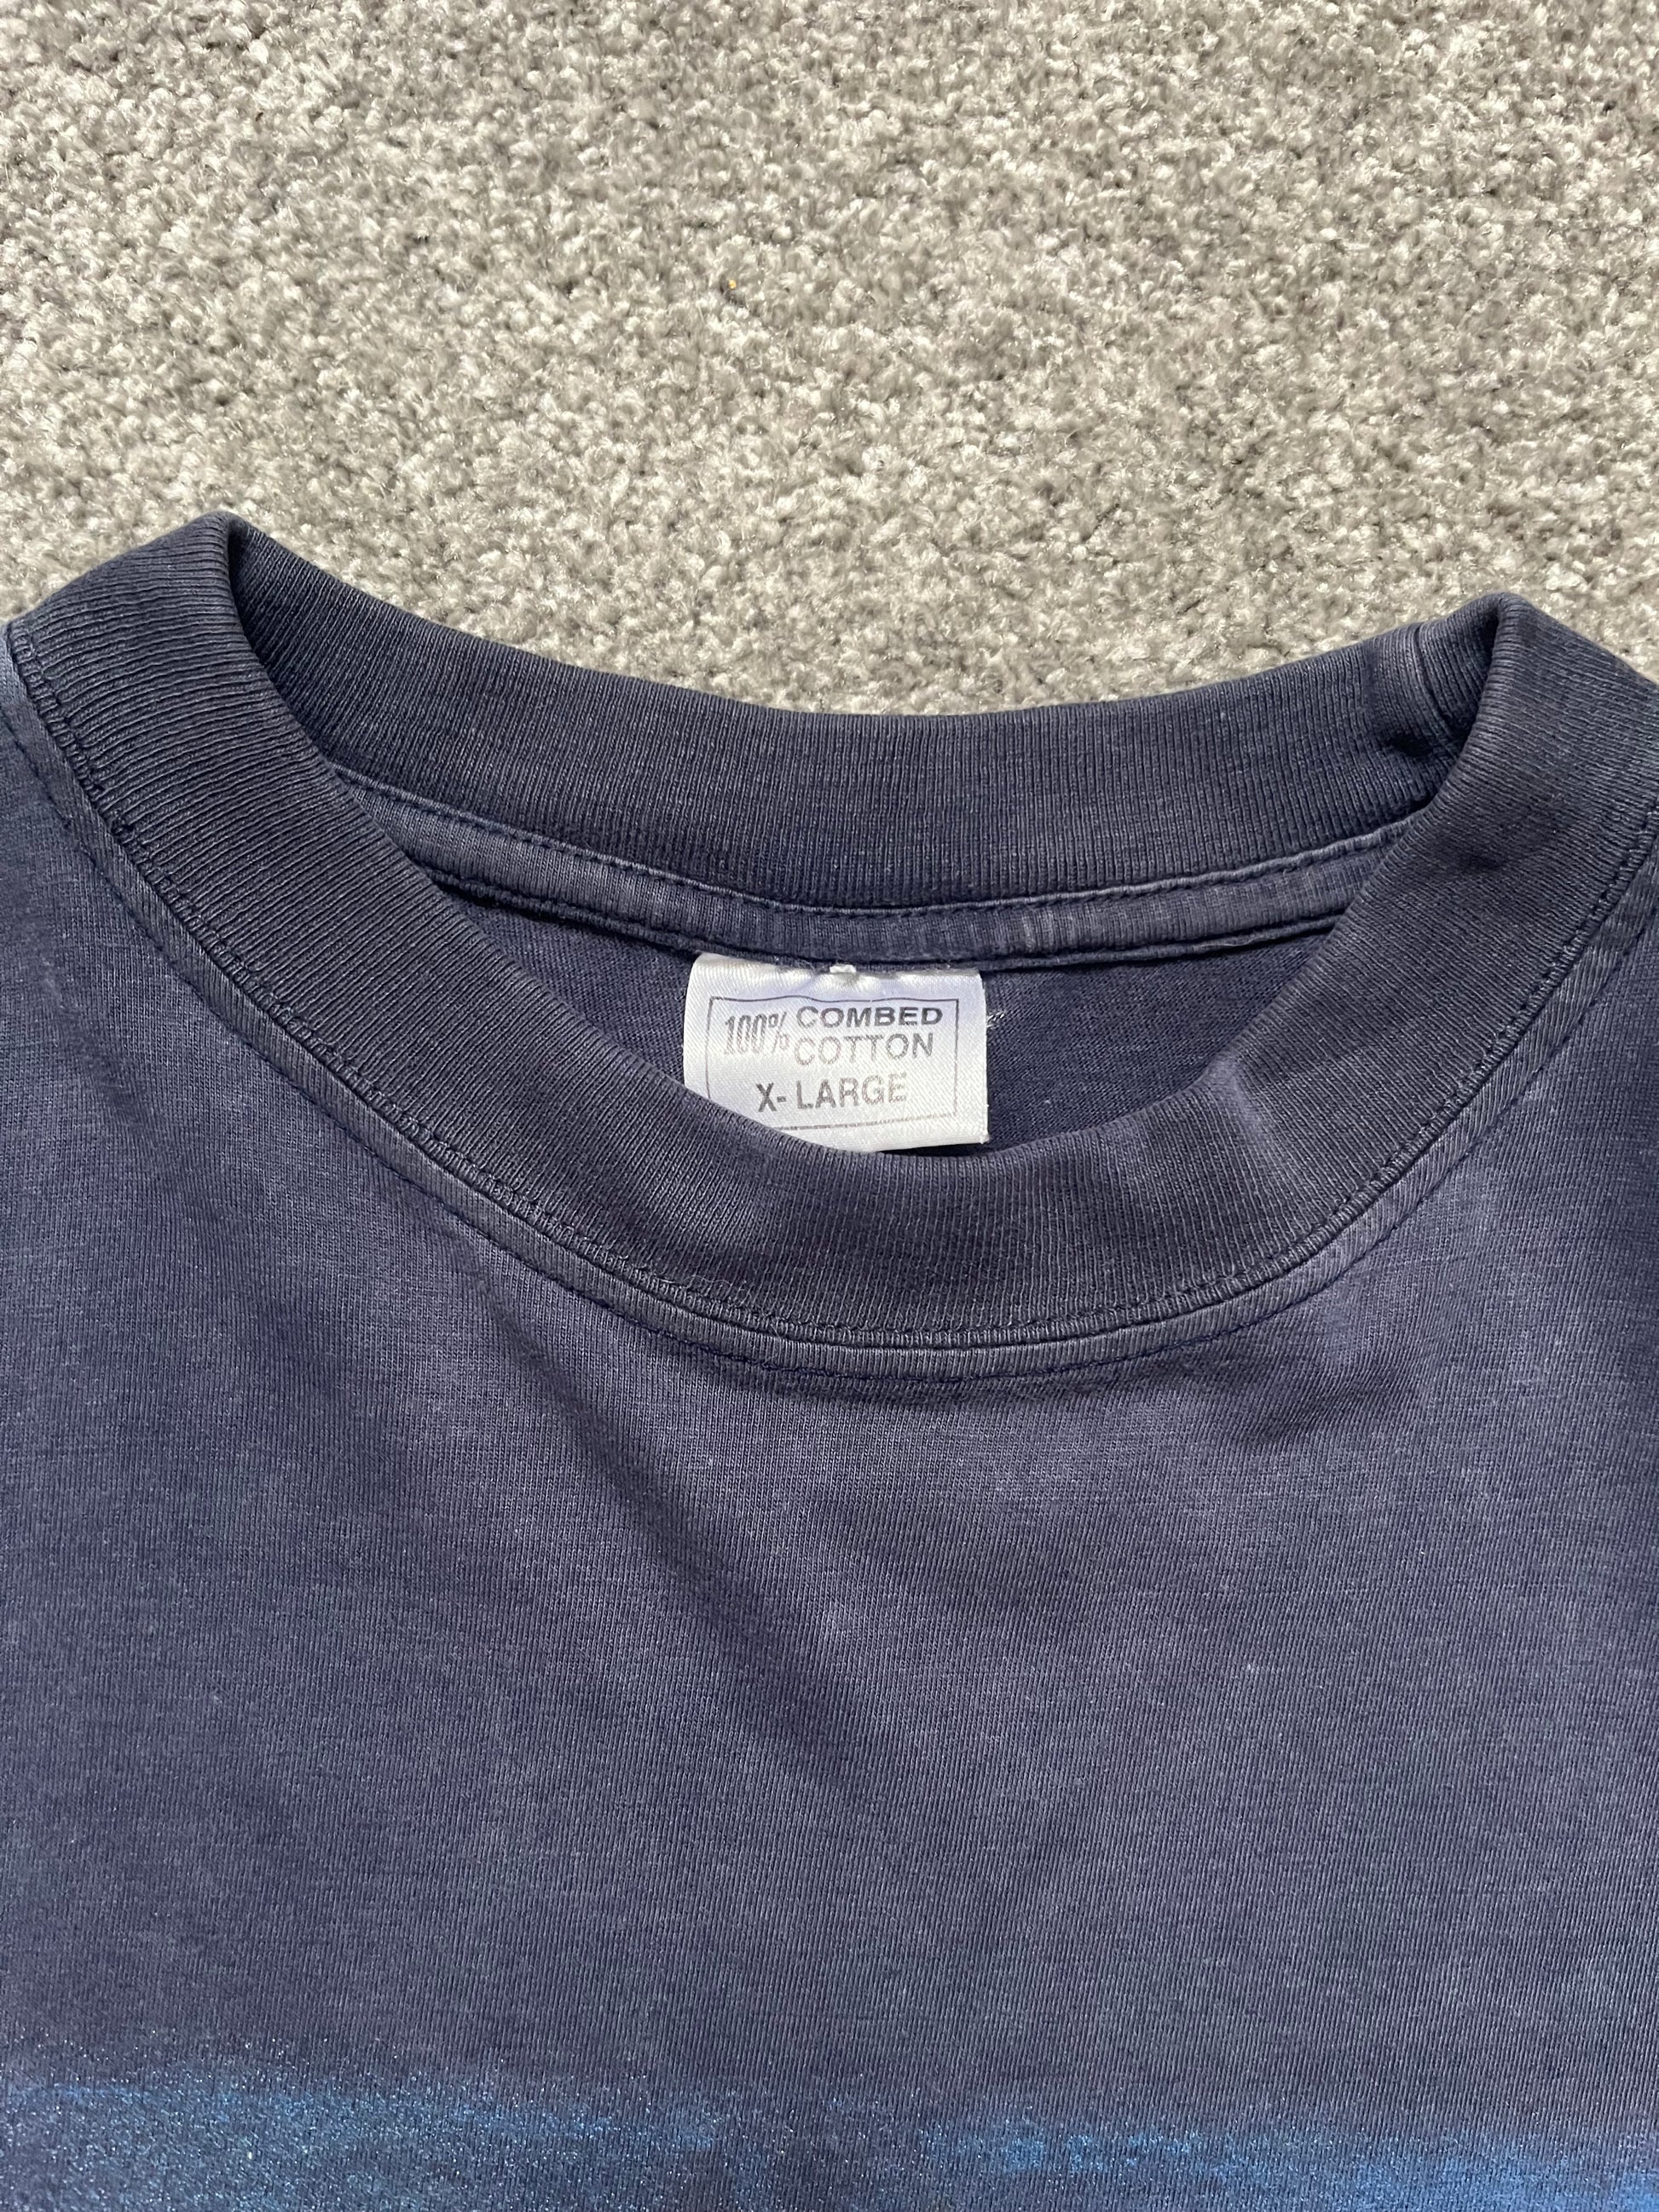 100% COMBED
COTTON
X- LARGE